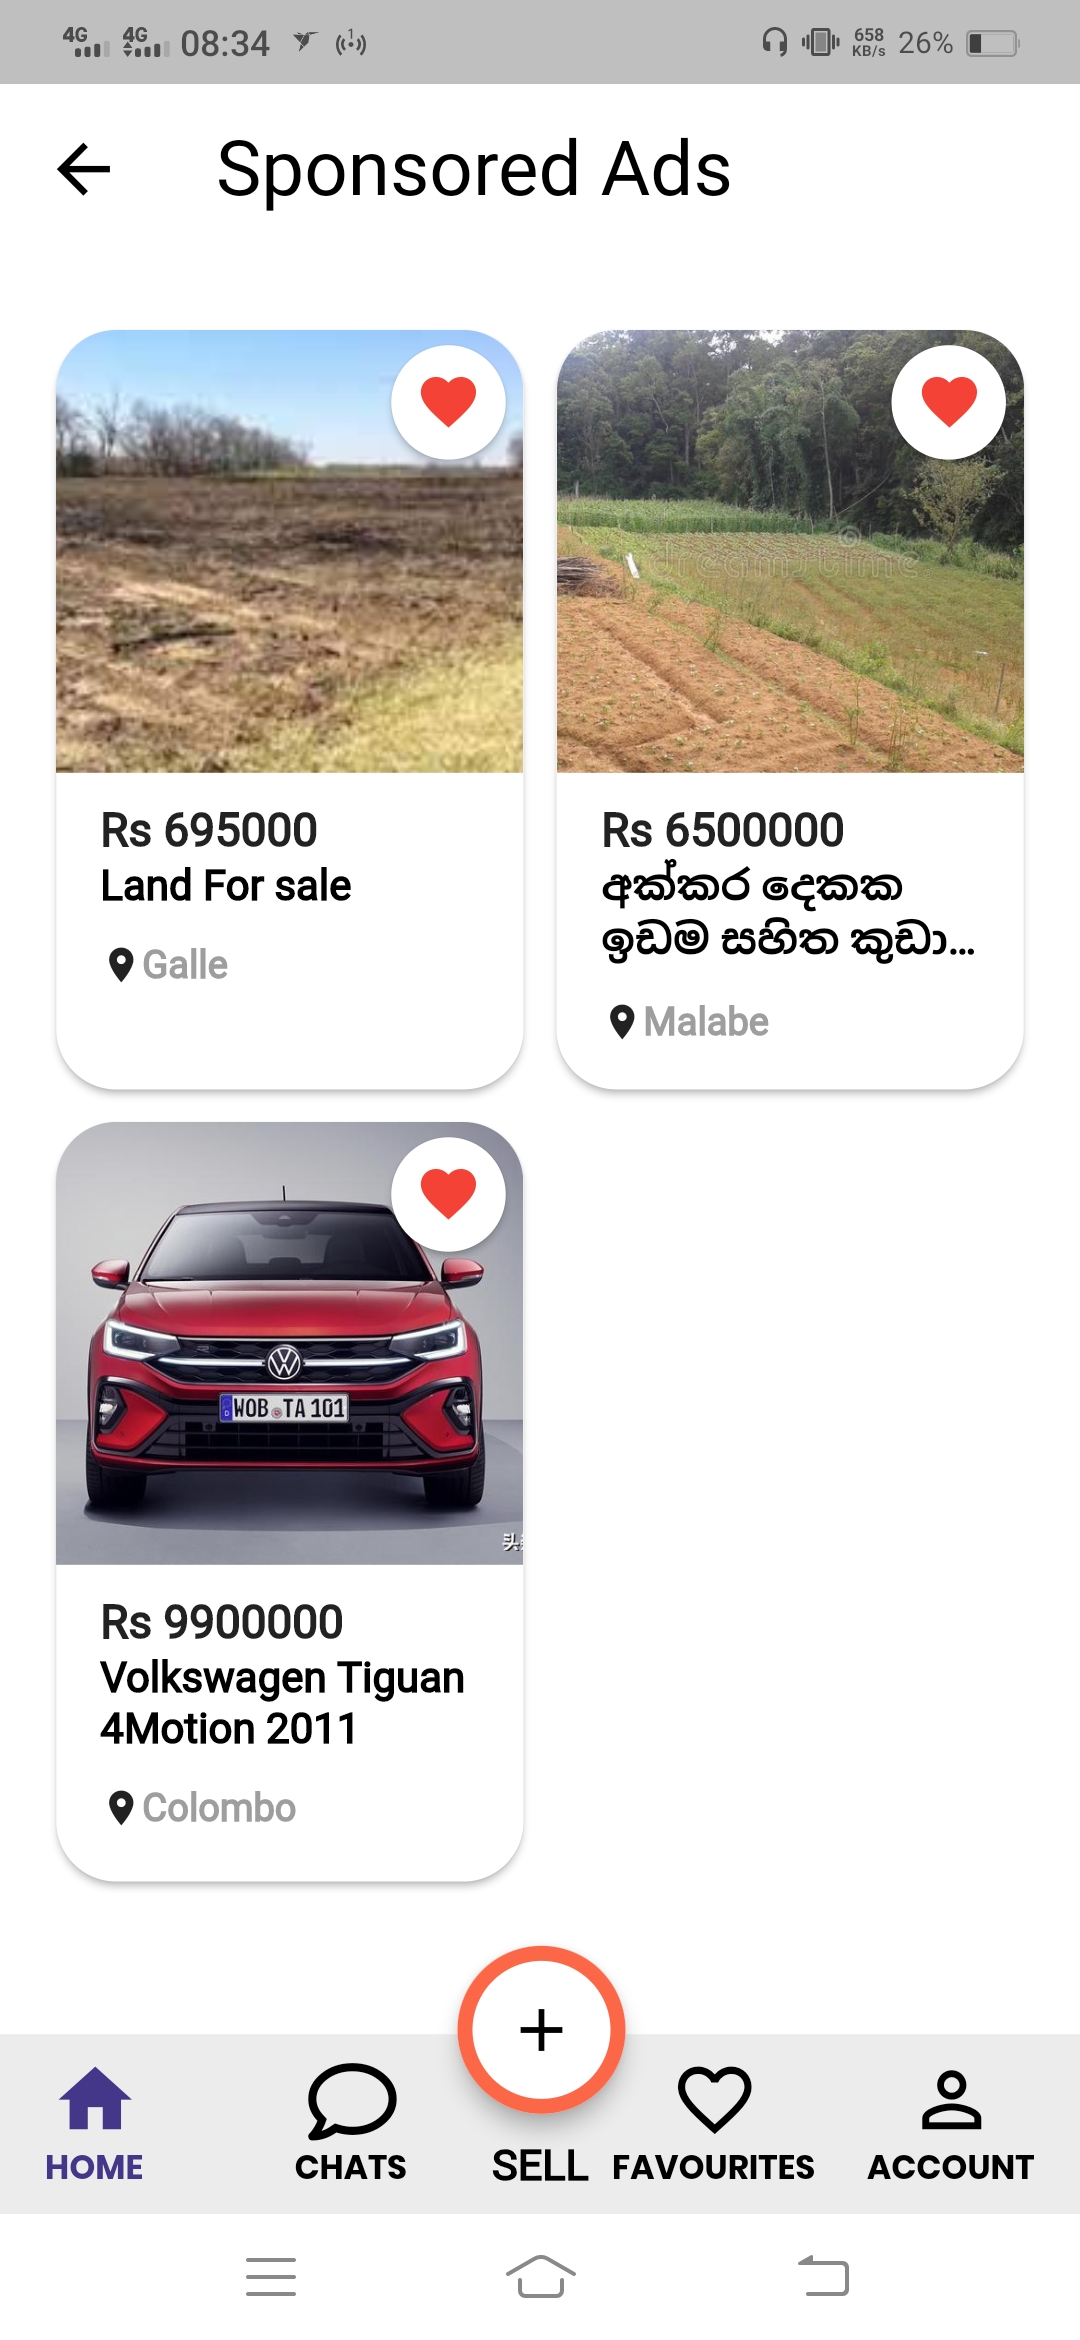 4G 4G 08:34 658 KB/s 26%
Sponsored Ads
dreamstime
Rs 695000
Land For sale
Galle
Rs 6500000
අක්කර දෙකක
ඉඩම සහිත කුඩා...
Malabe
WOB TA 101
头
Rs 9900000
Volkswagen Tiguan
4Motion 2011
Colombo
HOME CHATS SELL FAVOURITES ACCOUNT